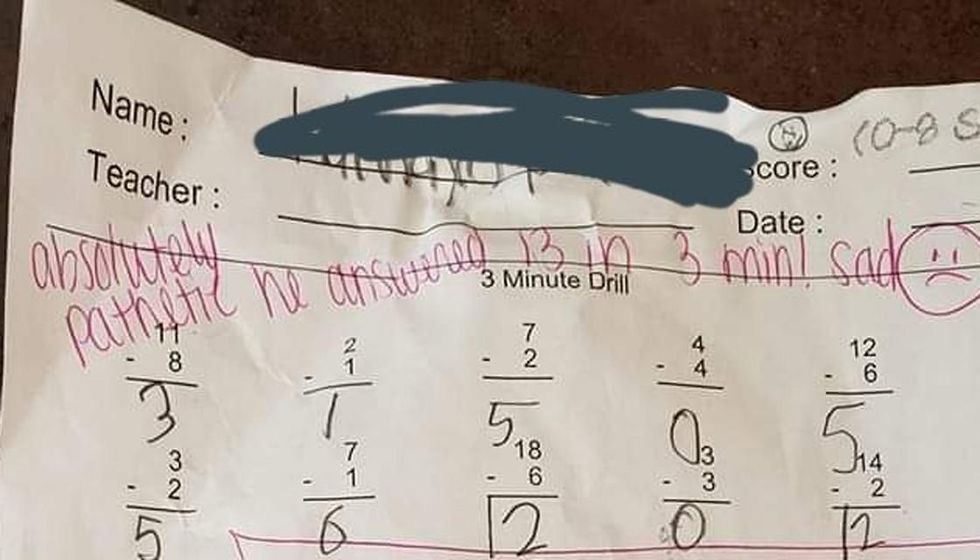 Name :
10-8
Score :
Teacher :
Date :
absolutely
pathetic he answered 13 in 3 min! sad
3 Minute Drill
11 2 7 4 12
- 8 - 1 - 2 - 4 - 6
3 1 5 0 5
3 7 18 3 14
- 2 - 1 - 6 - 3 - 2
5 6 12 0 12